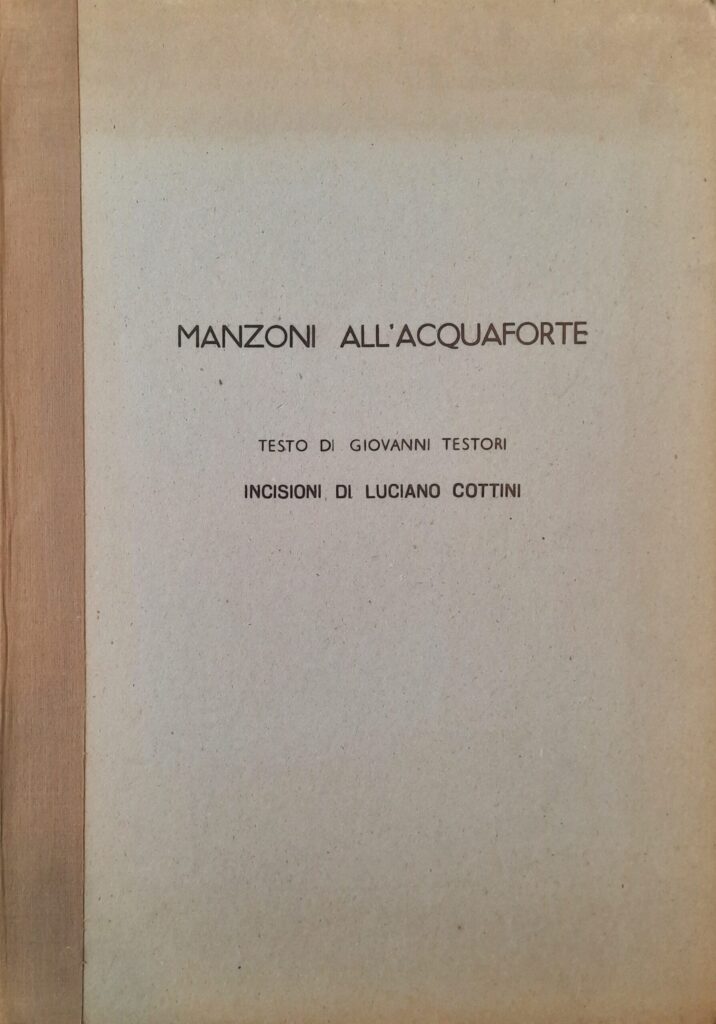 MANZONI ALL'ACQUAFORTE
TESTO DI GIOVANNI TESTORI
INCISIONI DI LUCIANO COTTINI